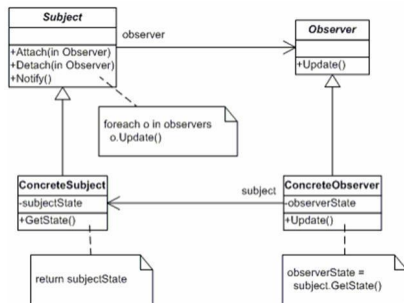 Subject
+Attach(in Observer)
+Detach(in Observer)
+Notify()
observer
Observer
+Update()
foreach o in observers
o.Update()
ConcreteSubject
-subjectState
+GetState()
subject
ConcreteObserver
-observerState
+Update()
return subjectState
observerState =
subject.GetState()